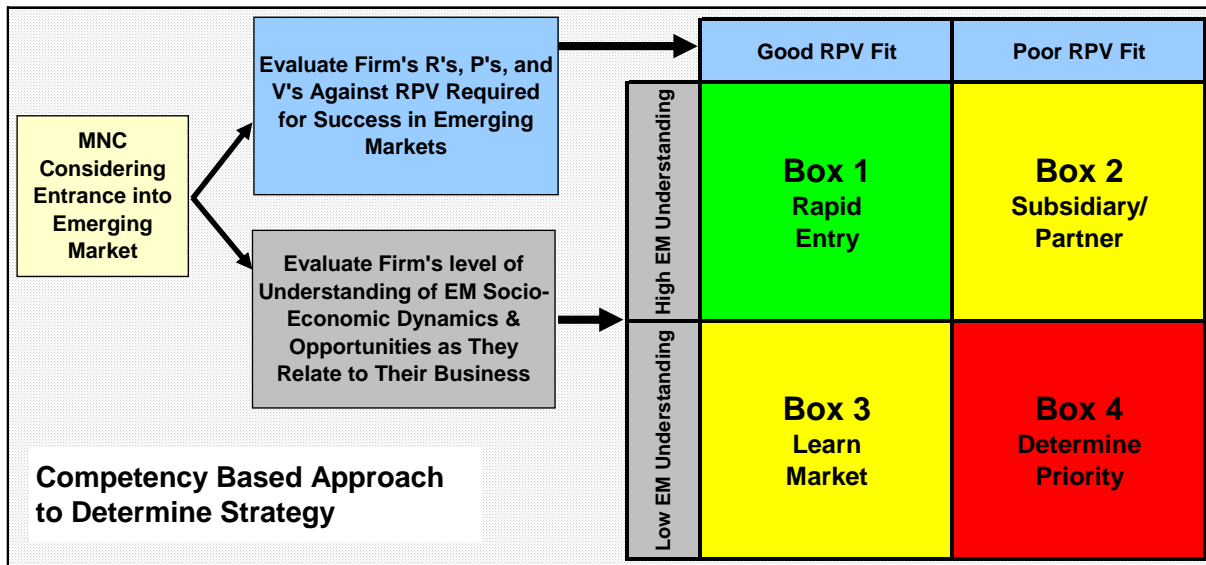 MNC
Considering
Entrance into
Emerging
Market
Evaluate Firm's R's, P's, and
V's Against RPV Required
for Success in Emerging
Markets
Evaluate Firm's level of
Understanding of EM Socio-
Economic Dynamics &
Opportunities as They
Relate to Their Business
Good RPV Fit
Poor RPV Fit
High EM Understanding
Box 1
Rapid
Entry
Box 2
Subsidiary/
Partner
Low EM Understanding
Box 3
Learn
Market
Box 4
Determine
Priority
Competency Based Approach
to Determine Strategy